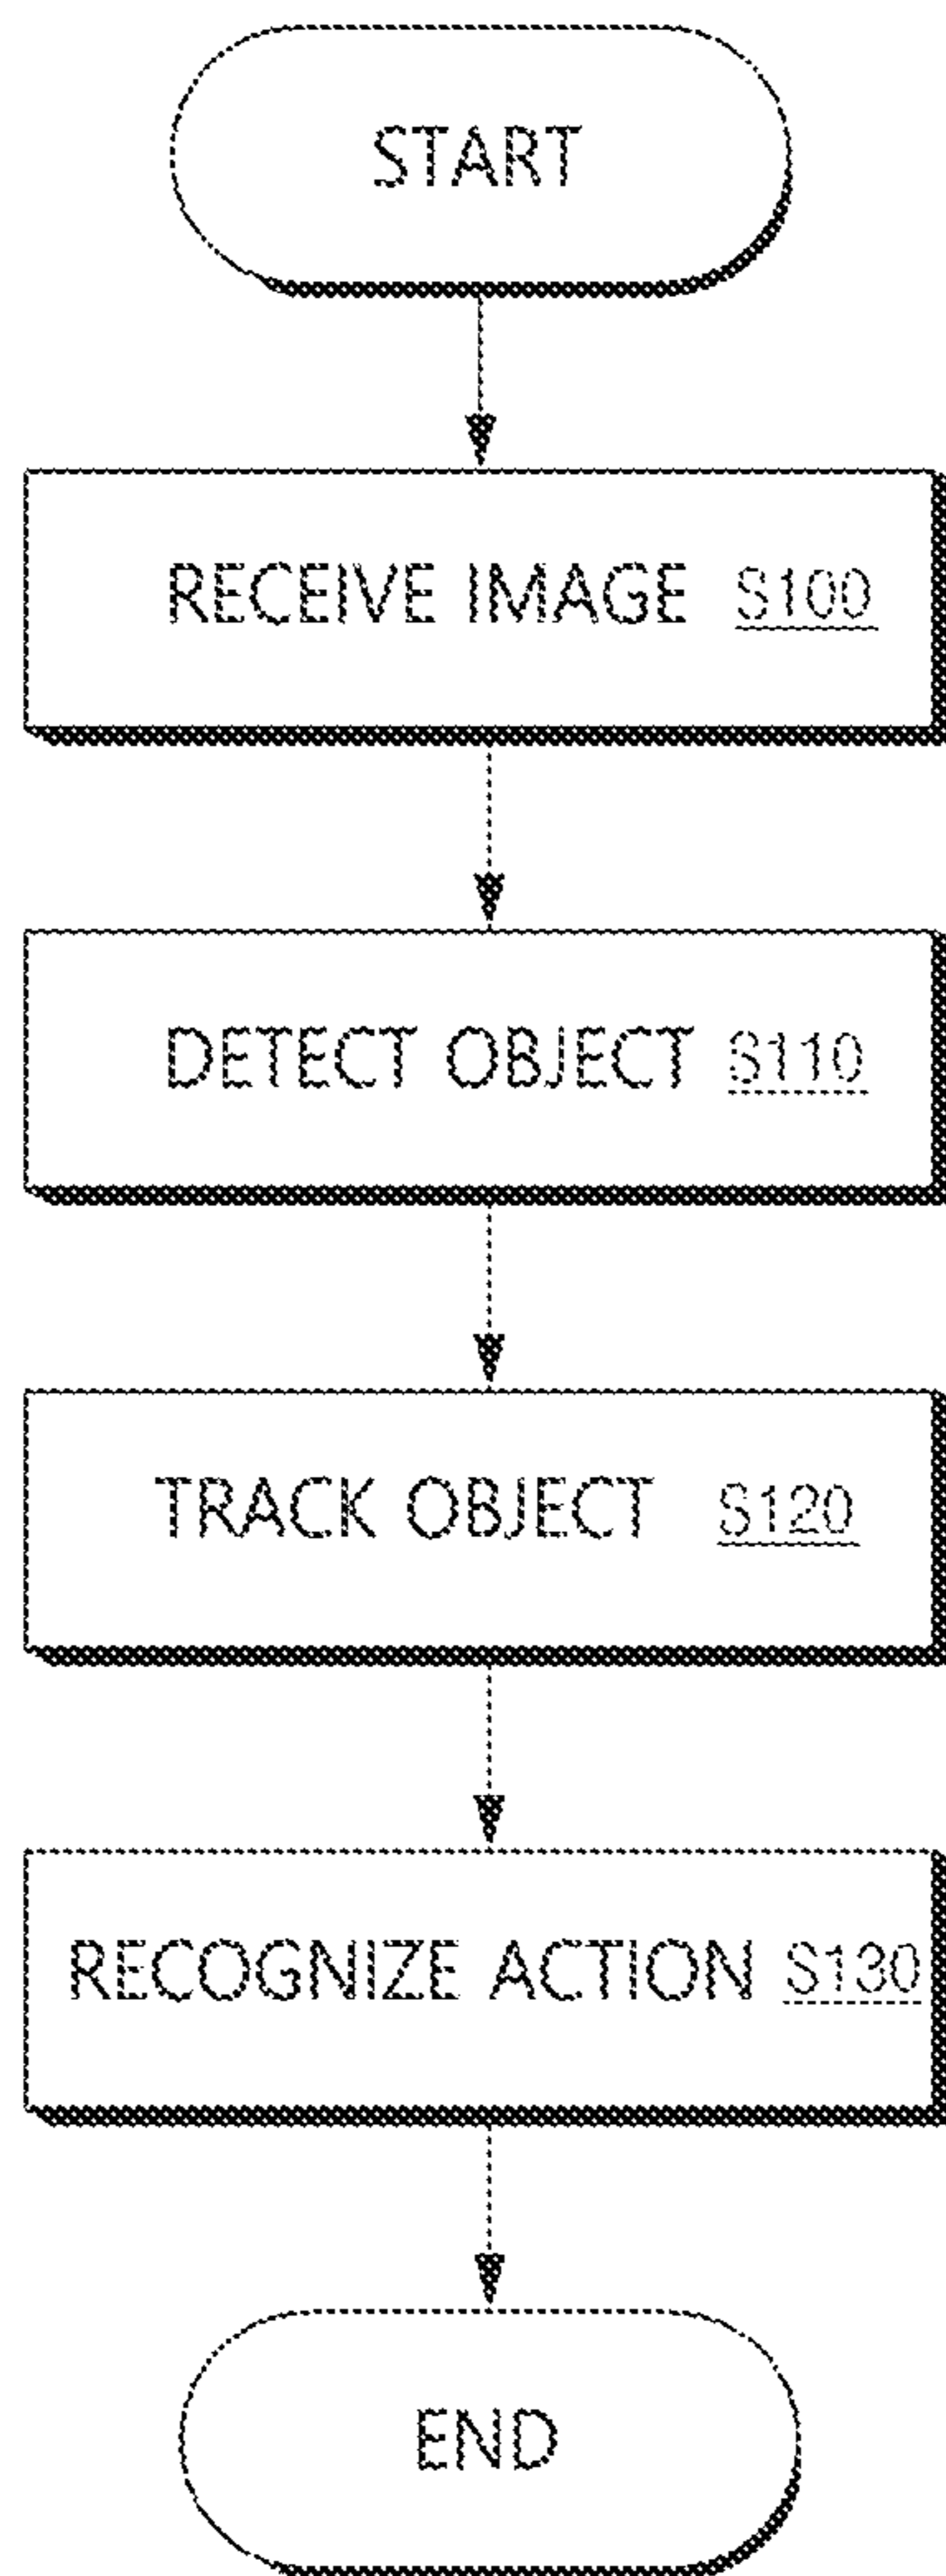 START
RECEIVE IMAGE S100
DETECT OBJECT S110
TRACK OBJECT S120
RECOGNIZE ACTION S130
END